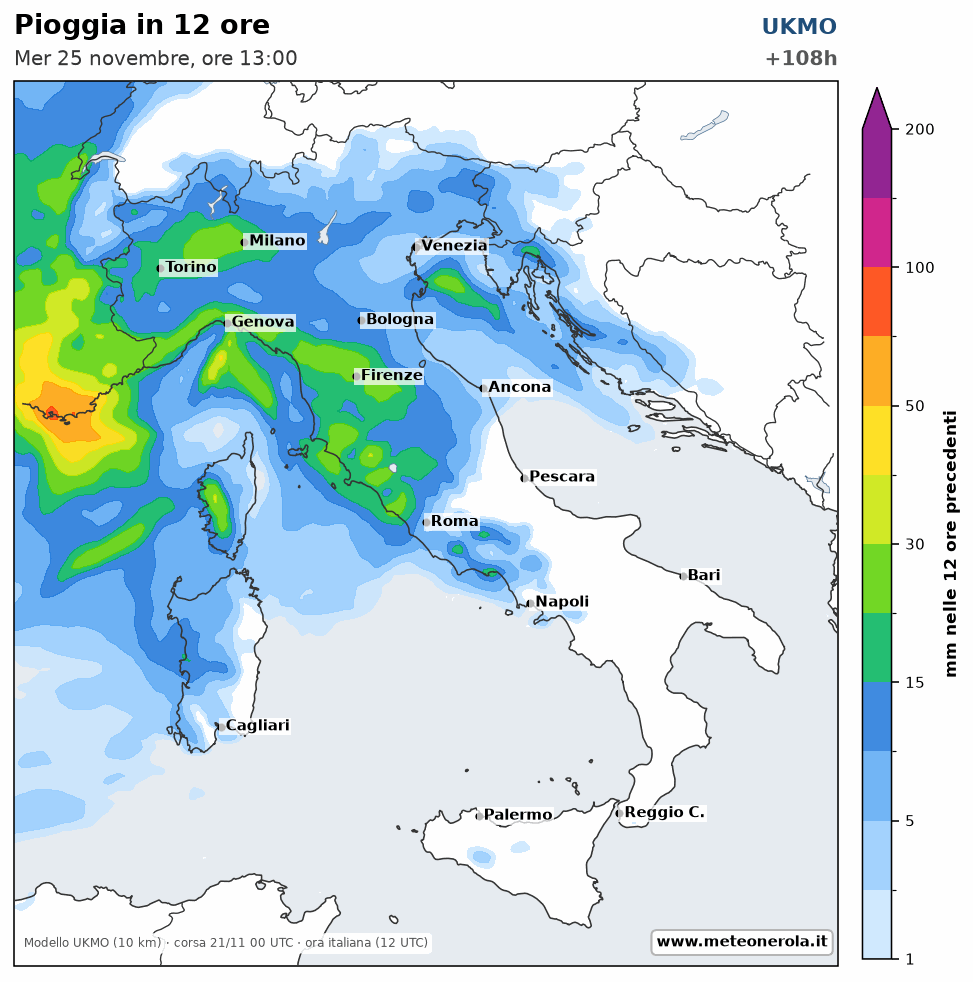 Pioggia in 12 ore
UKMO
Mer 25 novembre, ore 13:00
+108h
200
100
50
30
15
5
1
mm nelle 12 ore precedenti
Milano
Venezia
Torino
Genova
Bologna
Firenze
Ancona
Pescara
Roma
Bari
Napoli
Cagliari
Palermo
Reggio C.
Modello UKMO (10 km) · corsa 21/11 00 UTC · ora italiana (12 UTC)
www.meteonerola.it